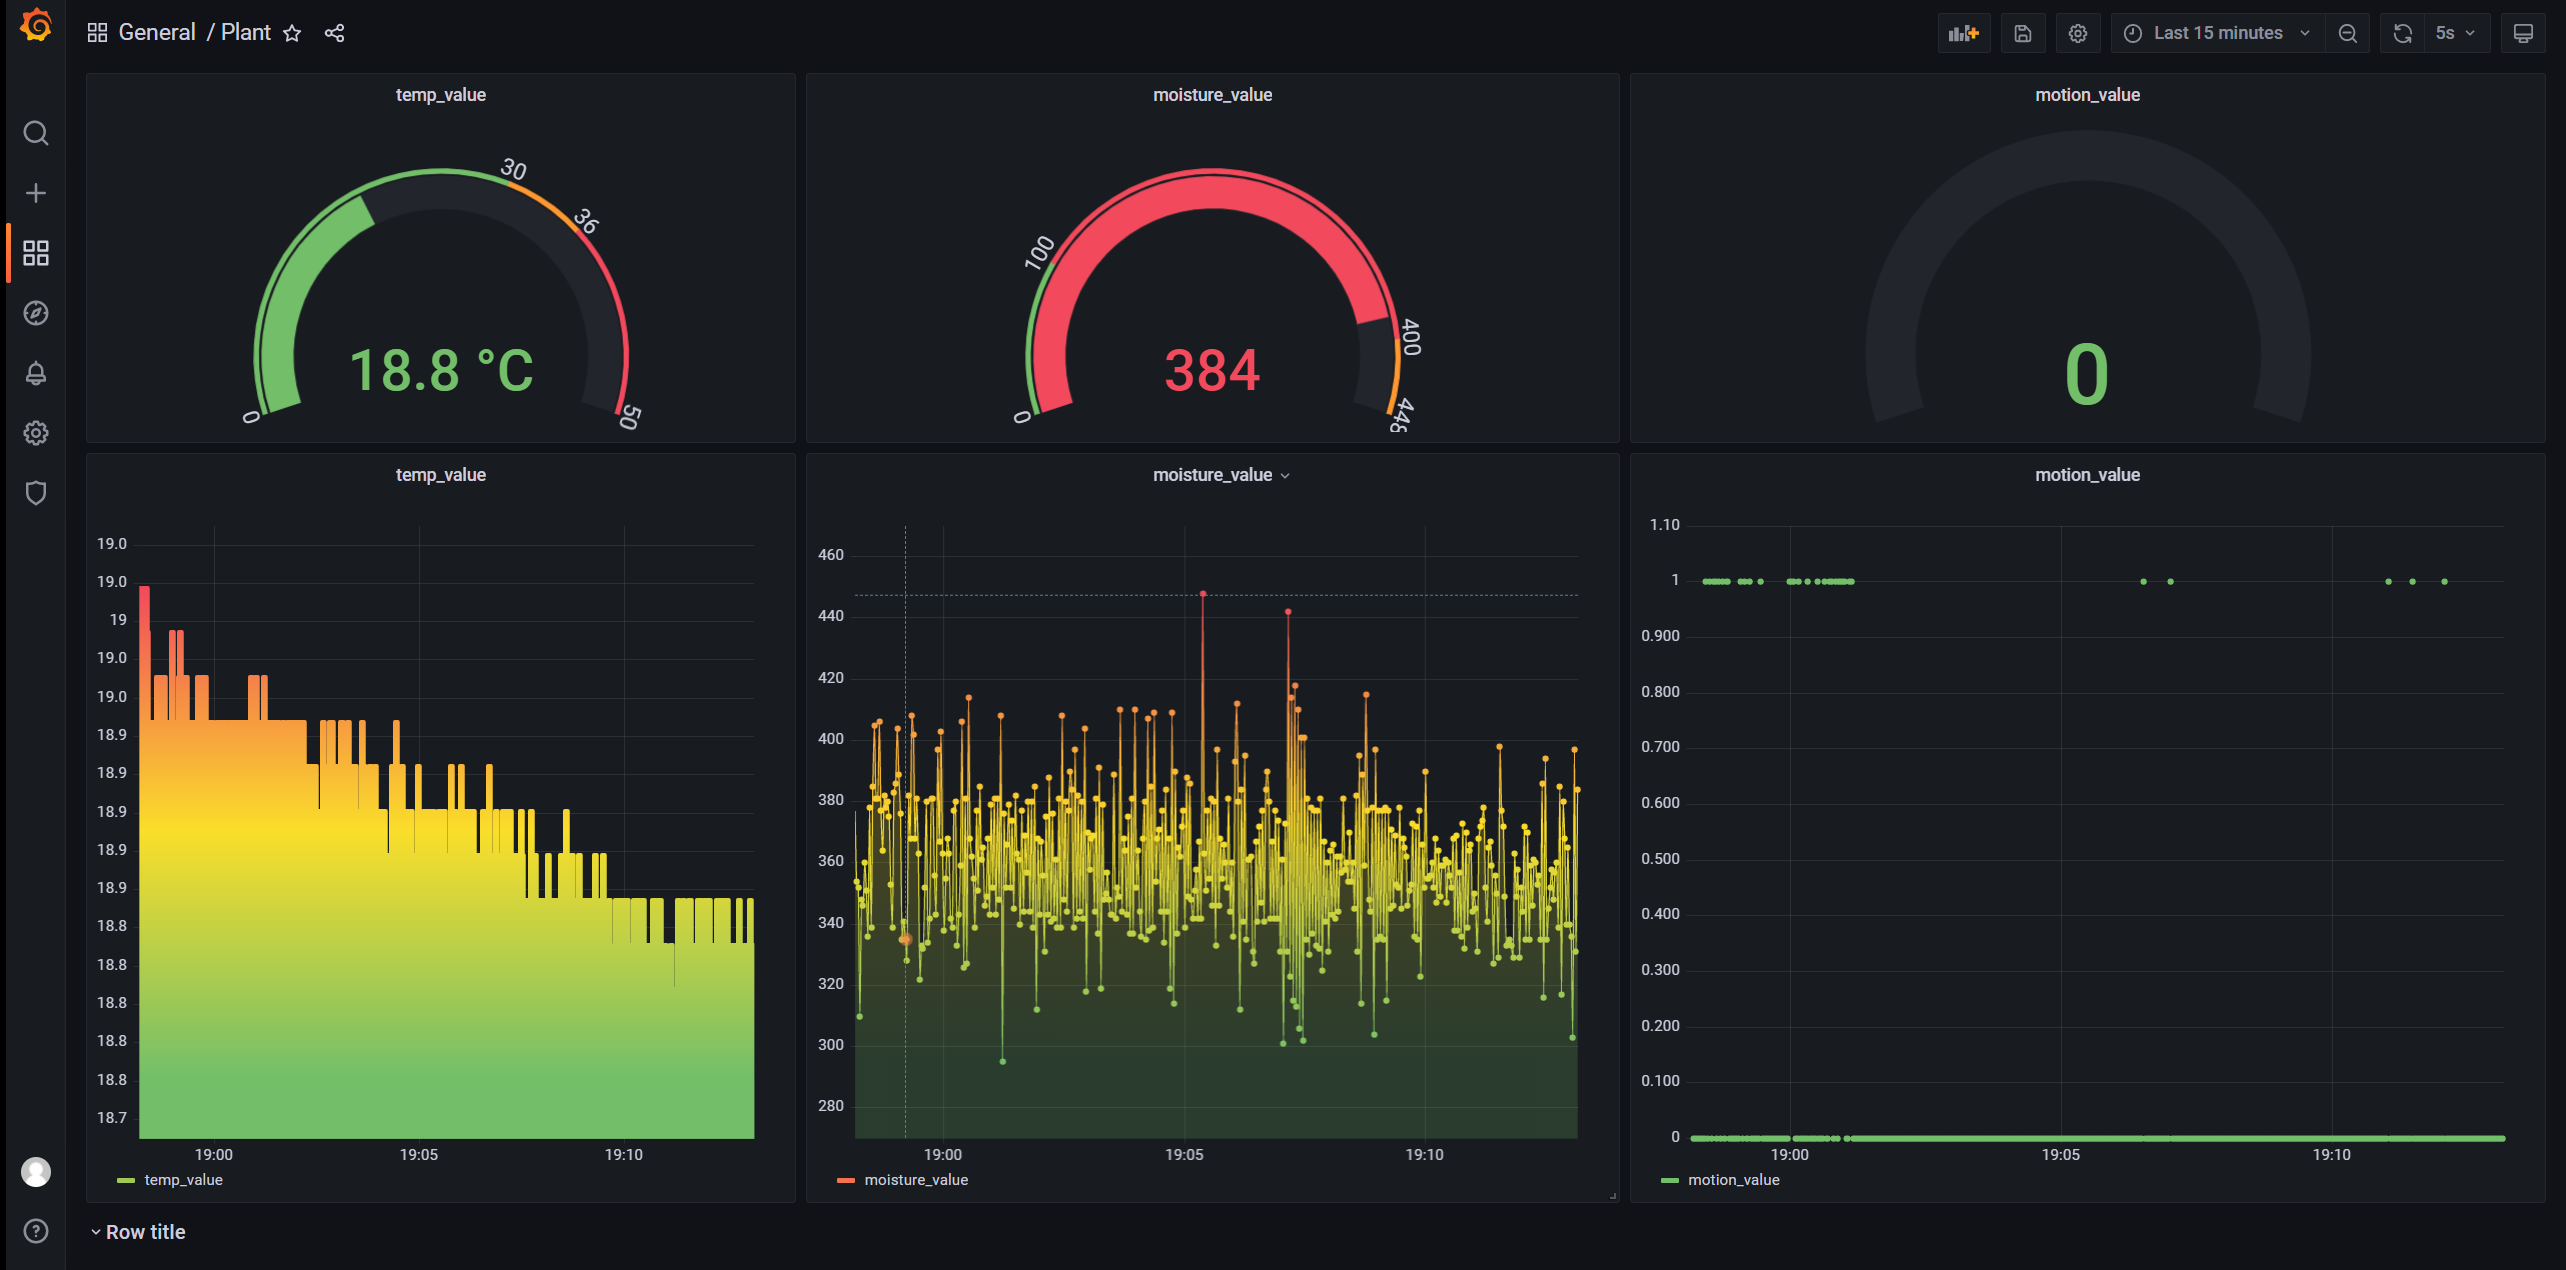 General / Plant
Last 15 minutes
5s
temp_value
30
36
0
50
18.8 °C
moisture_value
100
400
0
448
384
motion_value
0
temp_value
19.0
19.0
19
19.0
19.0
18.9
18.9
18.9
18.9
18.9
18.8
18.8
18.8
18.8
18.8
18.7
19:00 19:05 19:10
temp_value
moisture_value
460
440
420
400
380
360
340
320
300
280
19:00 19:05 19:10
moisture_value
motion_value
1.10
1
0.900
0.800
0.700
0.600
0.500
0.400
0.300
0.200
0.100
0
19:00 19:05 19:10
motion_value
Row title